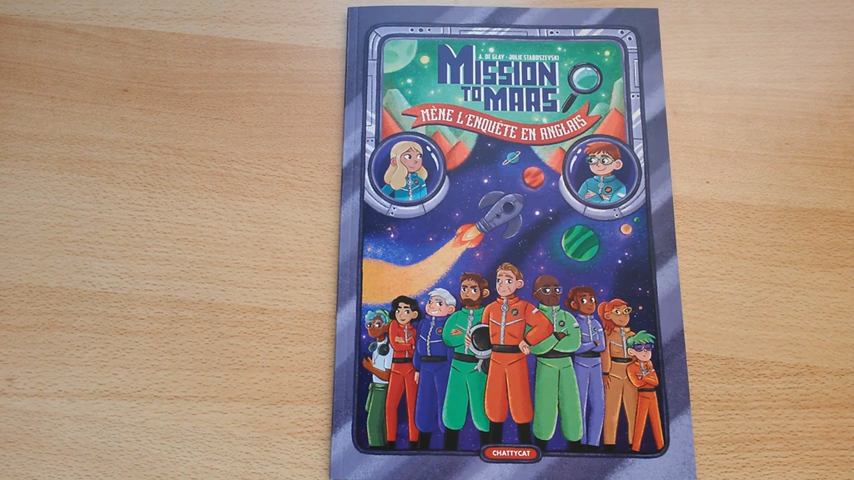 A. DE GLAY - JULIE STABOSZEVSKI
MISSION
TO MARS
MÈNE L'ENQUÊTE EN ANGLAIS
CHATTYCAT